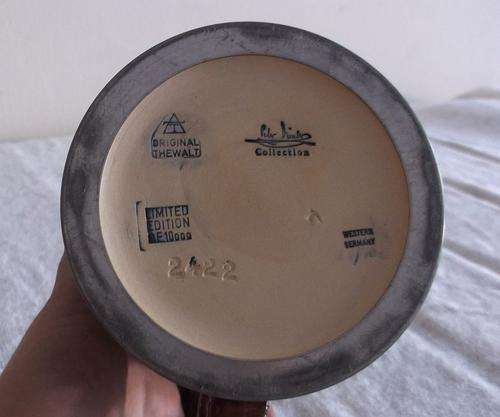 ORIGINAL
THEWALT
Collection
LIMITED
EDITION
OF 10000
WESTERN
GERMANY
2422